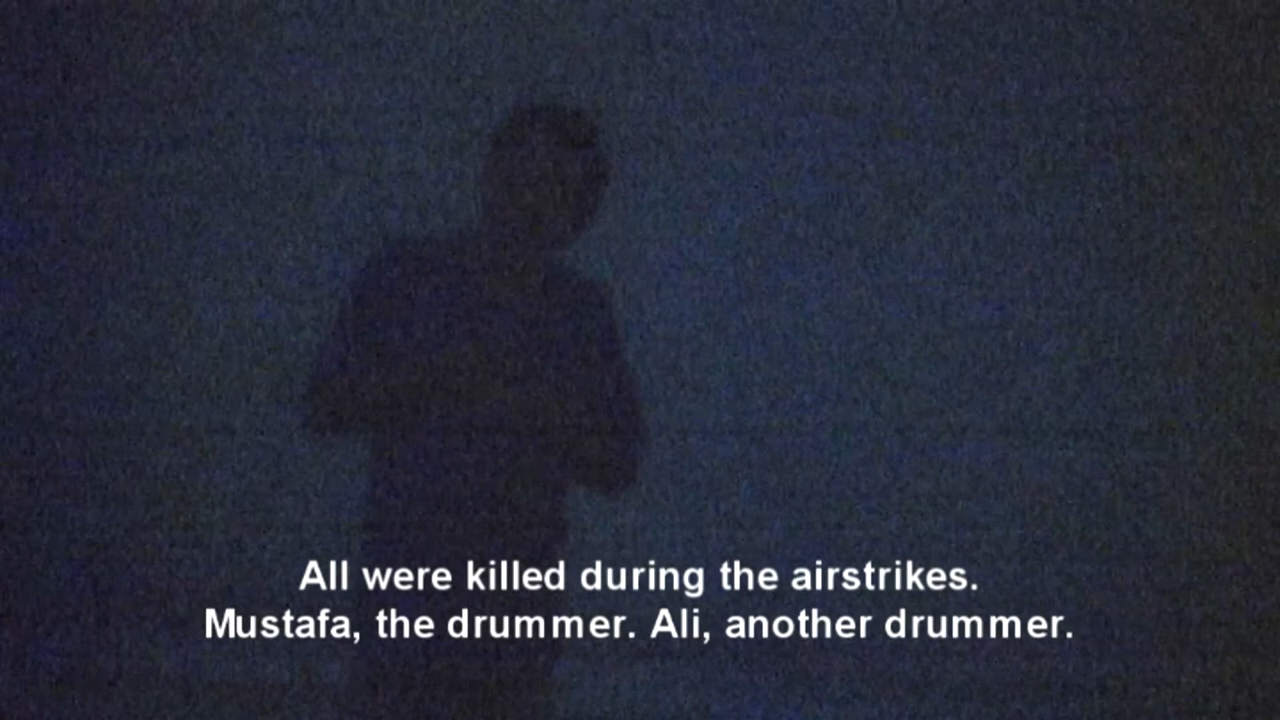 All were killed during the airstrikes.
Mustafa, the drummer. Ali, another drummer.